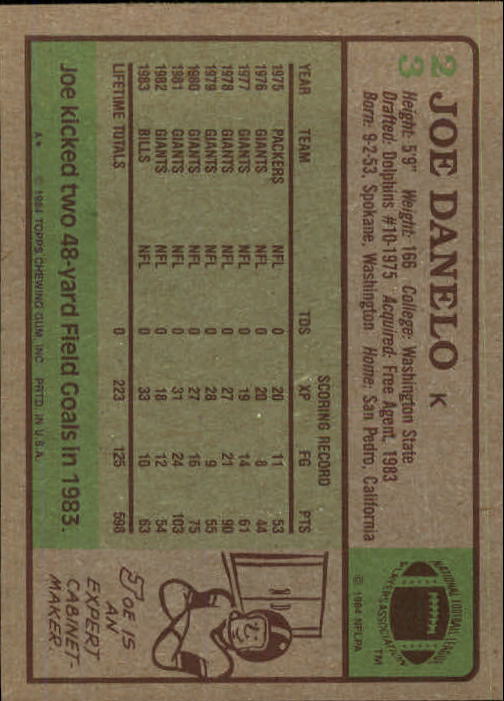 23
JOE DANELO K
Height: 5'9" Weight: 166 College: Washington State
Drafted: Dolphins #10-1975 Acquired: Free Agent, 1983
Born: 9-2-53, Spokane, Washington Home: San Pedro, California
NATIONAL FOOTBALL LEAGUE
PLAYERS ASSOCIATION
TM
© 1984 NFLPA
SCORING RECORD
YEAR TEAM TDS XP FG PTS
1975 PACKERS NFL 0 20 11 53
1976 GIANTS NFL 0 20 8 44
1977 GIANTS NFL 0 19 14 61
1978 GIANTS NFL 0 27 21 90
1979 GIANTS NFL 0 28 9 55
1980 GIANTS NFL 0 27 16 75
1981 GIANTS NFL 0 31 24 103
1982 GIANTS NFL 0 18 12 54
1983 BILLS NFL 0 33 10 63
LIFETIME TOTALS 0 223 125 598
JOE IS
AN
EXPERT
CABINET-
MAKER.
Joe kicked two 48-yard Field Goals in 1983.
A* © 1984 TOPPS CHEWING GUM, INC. PRTD. IN U.S.A.